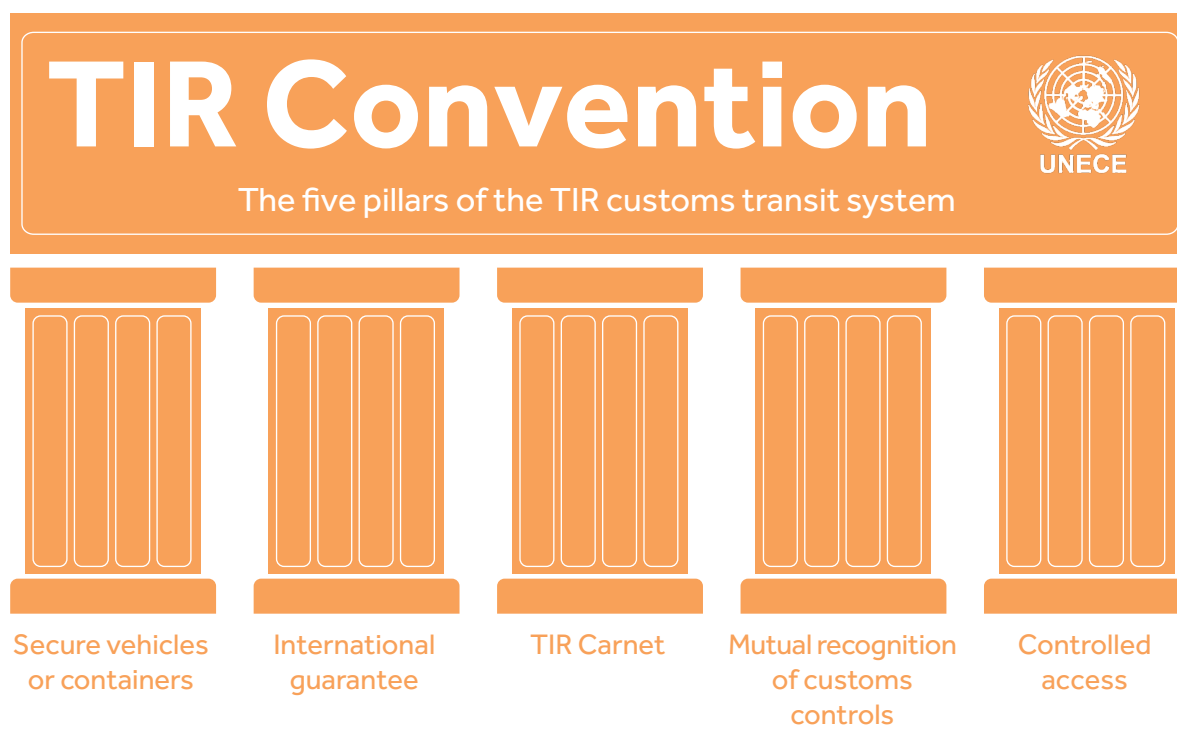 TIR Convention
UNECE
The five pillars of the TIR customs transit system
Secure vehicles
or containers
International
guarantee
TIR Carnet
Mutual recognition
of customs
controls
Controlled
access